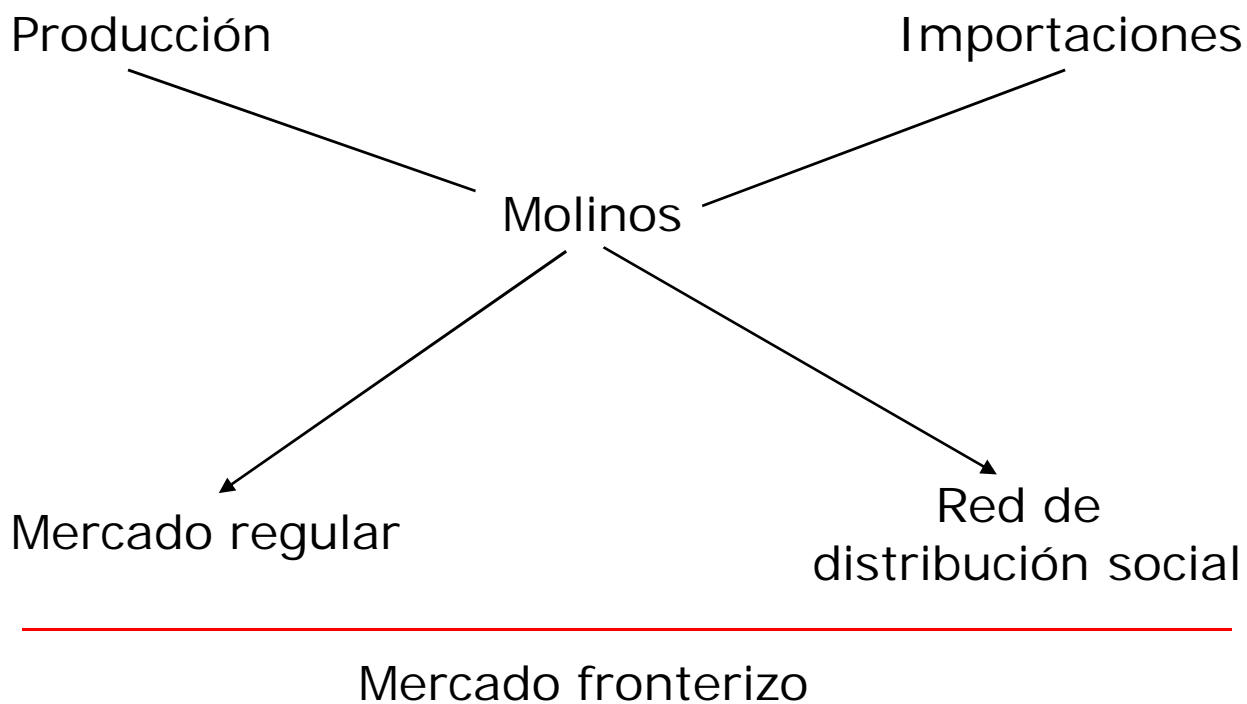 Producción
Importaciones
Molinos
Mercado regular
Red de
distribución social
Mercado fronterizo